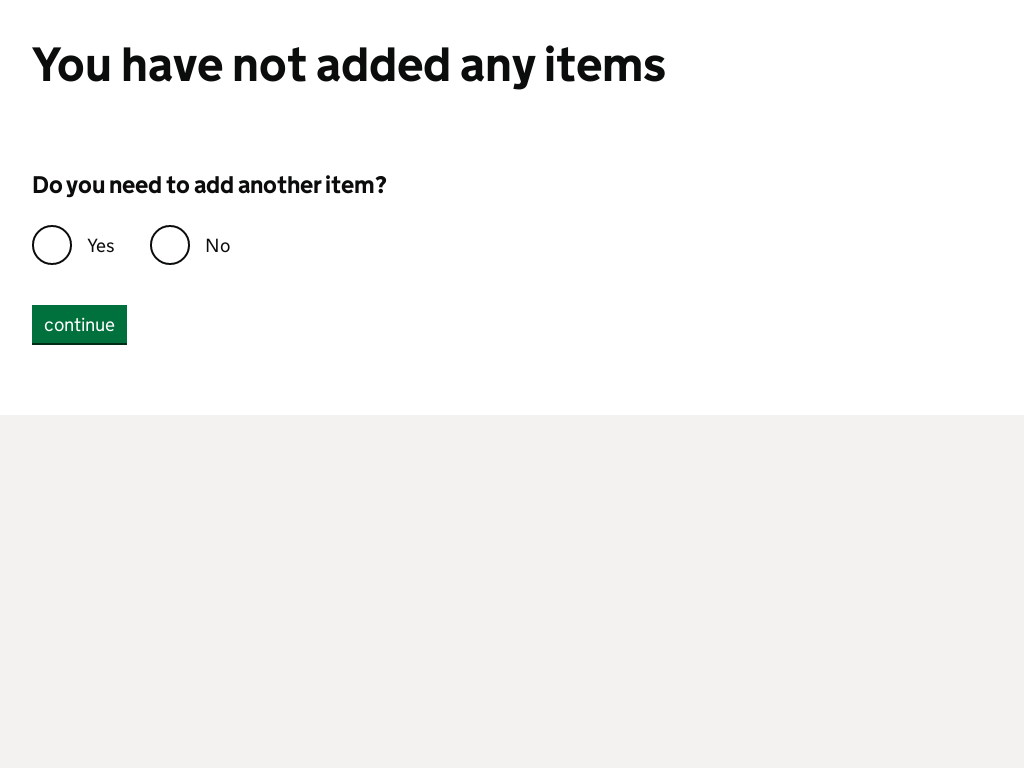 You have not added any items
Do you need to add another item?
Yes No
continue